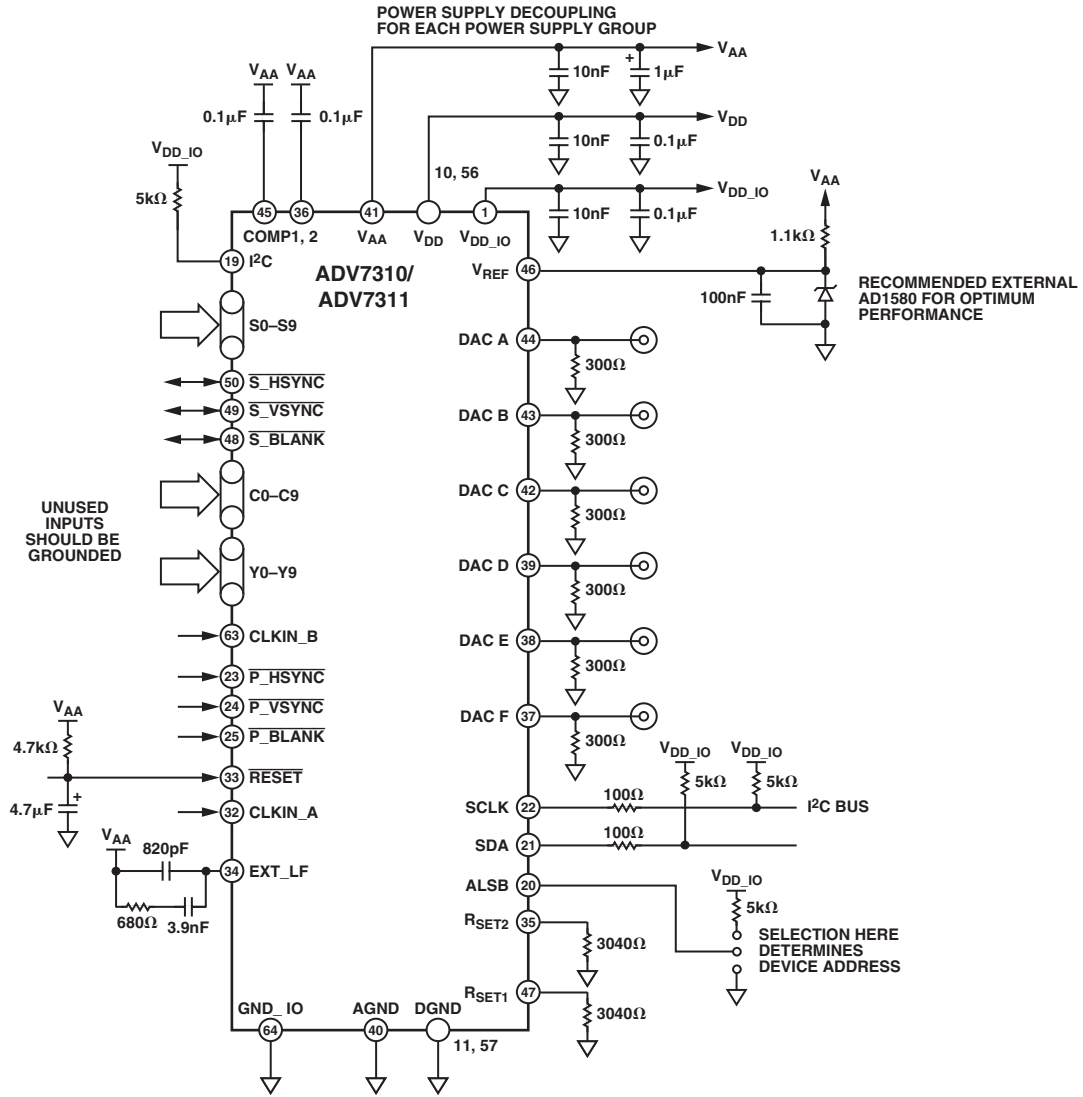 POWER SUPPLY DECOUPLING
FOR EACH POWER SUPPLY GROUP
VAA
10nF
+
1µF
VAA
VAA
0.1µF
0.1µF
VDD
10nF
0.1µF
VDD_IO
5kΩ
10, 56
VDD_IO
10nF
0.1µF
VAA
1.1kΩ
45
36
41
1
COMP1, 2
VAA
VDD
VDD_IO
19
I²C
ADV7310/
ADV7311
VREF
46
100nF
RECOMMENDED EXTERNAL
AD1580 FOR OPTIMUM
PERFORMANCE
S0–S9
DAC A
44
300Ω
50
S_HSYNC
49
S_VSYNC
48
S_BLANK
DAC B
43
300Ω
C0–C9
DAC C
42
300Ω
UNUSED
INPUTS
SHOULD BE
GROUNDED
Y0–Y9
DAC D
39
300Ω
63
CLKIN_B
DAC E
38
300Ω
23
P_HSYNC
24
P_VSYNC
25
P_BLANK
DAC F
37
300Ω
VAA
4.7kΩ
33
RESET
4.7µF
+
32
CLKIN_A
VDD_IO
VDD_IO
5kΩ
5kΩ
SCLK
22
100Ω
I²C BUS
SDA
21
100Ω
VAA
820pF
34
EXT_LF
680Ω
3.9nF
ALSB
20
VDD_IO
5kΩ
SELECTION HERE
DETERMINES
DEVICE ADDRESS
RSET2
35
3040Ω
RSET1
47
3040Ω
GND_ IO
AGND
DGND
64
40
11, 57